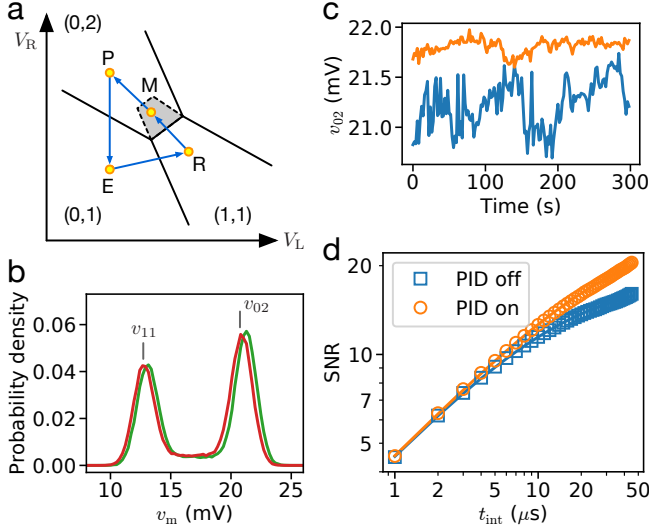 a
V_R
(0,2)
P
M
E
R
(0,1)
(1,1)
V_L
b
Probability density
0.06
0.04
0.02
0.00
v_11
v_02
10
15
20
25
v_m (mV)
c
v_02 (mV)
22.0
21.5
21.0
0
100
200
300
Time (s)
d
SNR
20
10
7
5
PID off
PID on
1
2
4
6
10
20
50
t_int (μs)